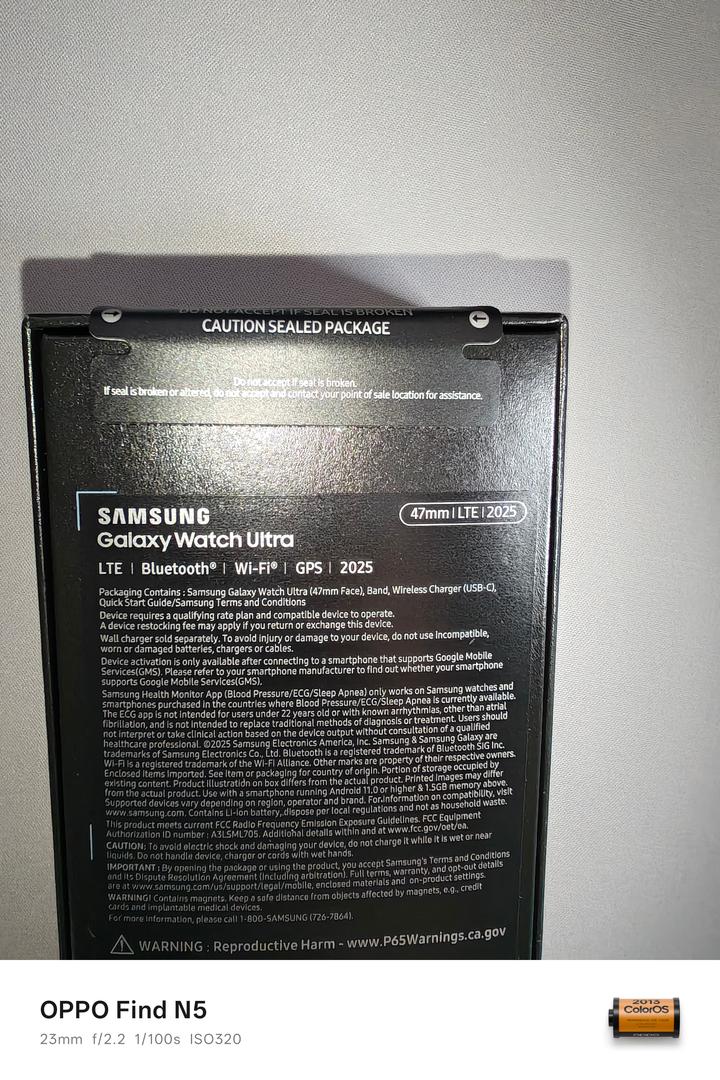 DO NOT ACCEPT IF SEAL IS BROKEN
CAUTION SEALED PACKAGE
Do not accept if seal is broken.
If seal is broken or altered, do not accept and contact your point of sale location for assistance.
SAMSUNG
47mm | LTE | 2025
Galaxy Watch Ultra
LTE | Bluetooth® | Wi-Fi® | GPS | 2025
Packaging Contains : Samsung Galaxy Watch Ultra (47mm Face), Band, Wireless Charger (USB-C),
Quick Start Guide/Samsung Terms and Conditions
Device requires a qualifying rate plan and compatible device to operate.
A device restocking fee may apply if you return or exchange this device.
Wall charger sold separately. To avoid injury or damage to your device, do not use incompatible,
worn or damaged batteries, chargers or cables.
Device activation is only available after connecting to a smartphone that supports Google Mobile
Services(GMS). Please refer to your smartphone manufacturer to find out whether your smartphone
supports Google Mobile Services(GMS).
Samsung Health Monitor App (Blood Pressure/ECG/Sleep Apnea) only works on Samsung watches and
smartphones purchased in the countries where Blood Pressure/ECG/Sleep Apnea is currently available.
The ECG app is not intended for users under 22 years old or with known arrhythmias, other than atrial
fibrillation, and is not intended to replace traditional methods of diagnosis or treatment. Users should
not interpret or take clinical action based on the device output without consultation of a qualified
healthcare professional. ©2025 Samsung Electronics America, Inc. Samsung & Samsung Galaxy are
trademarks of Samsung Electronics Co., Ltd. Bluetooth is a registered trademark of Bluetooth SIG Inc.
Wi-Fi is a registered trademark of the Wi-Fi Alliance. Other marks are property of their respective owners.
Enclosed Items Imported. See item or packaging for country of origin. Portion of storage occupied by
existing content. Product illustration on box differs from the actual product. Printed images may differ
from the actual product. Use with a smartphone running Android 11.0 or higher & 1.5GB memory above.
Supported devices vary depending on region, operator and brand. For information on compatibility, visit
www.samsung.com. Contains Li-ion battery, dispose per local regulations and not as household waste.
This product meets current FCC Radio Frequency Emission Exposure Guidelines. FCC Equipment
Authorization ID number : A3LSML705. Additional details within and at www.fcc.gov/oet/ea.
CAUTION: To avoid electric shock and damaging your device, do not charge it while it is wet or near
liquids. Do not handle device, charger or cords with wet hands.
IMPORTANT : By opening the package or using the product, you accept Samsung's Terms and Conditions
and its Dispute Resolution Agreement (including arbitration). Full terms, warranty, and opt-out details
are at www.samsung.com/us/support/legal/mobile, enclosed materials and on-product settings.
WARNING! Contains magnets. Keep a safe distance from objects affected by magnets, e.g., credit
cards and implantable medical devices.
For more information, please call 1-800-SAMSUNG (726-7864).
WARNING : Reproductive Harm - www.P65Warnings.ca.gov
OPPO Find N5
23mm f/2.2 1/100s ISO320
2013
ColorOS